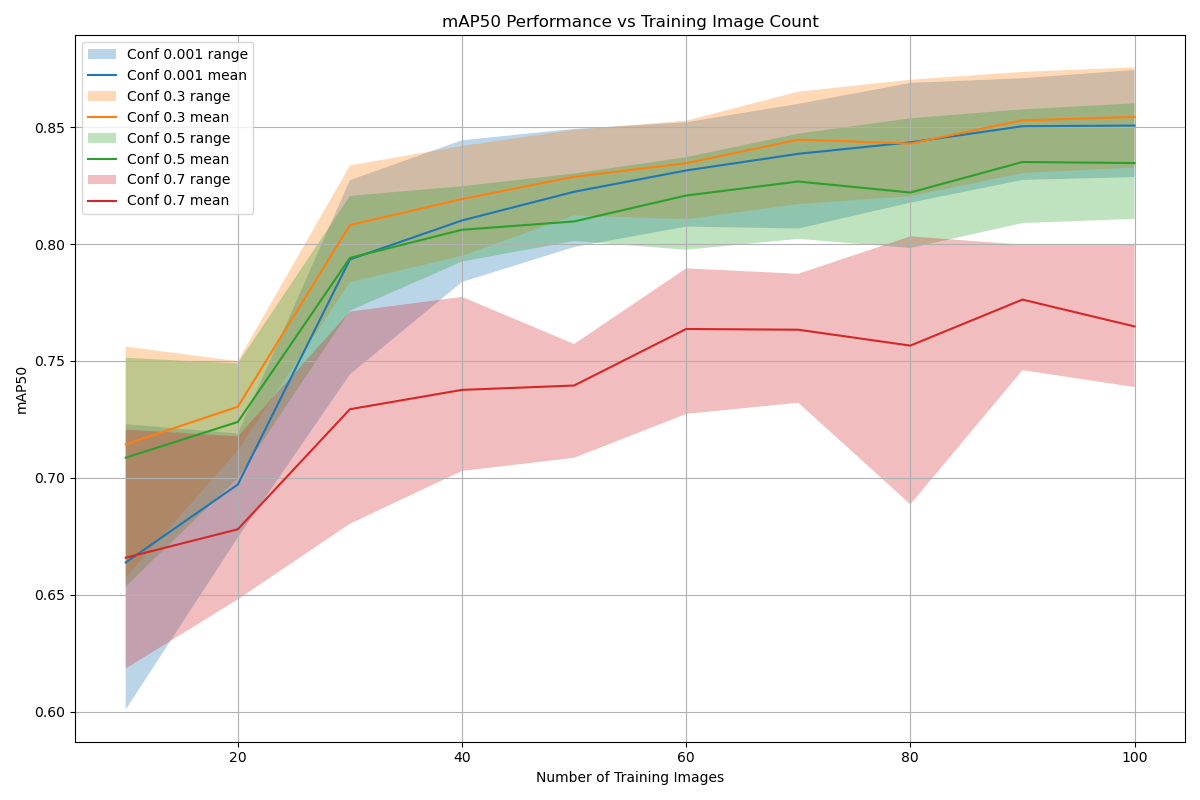 mAP50 Performance vs Training Image Count
Conf 0.001 range
Conf 0.001 mean
Conf 0.3 range
Conf 0.3 mean
Conf 0.5 range
Conf 0.5 mean
Conf 0.7 range
Conf 0.7 mean
mAP50
0.85
0.80
0.75
0.70
0.65
0.60
20 40 60 80 100
Number of Training Images